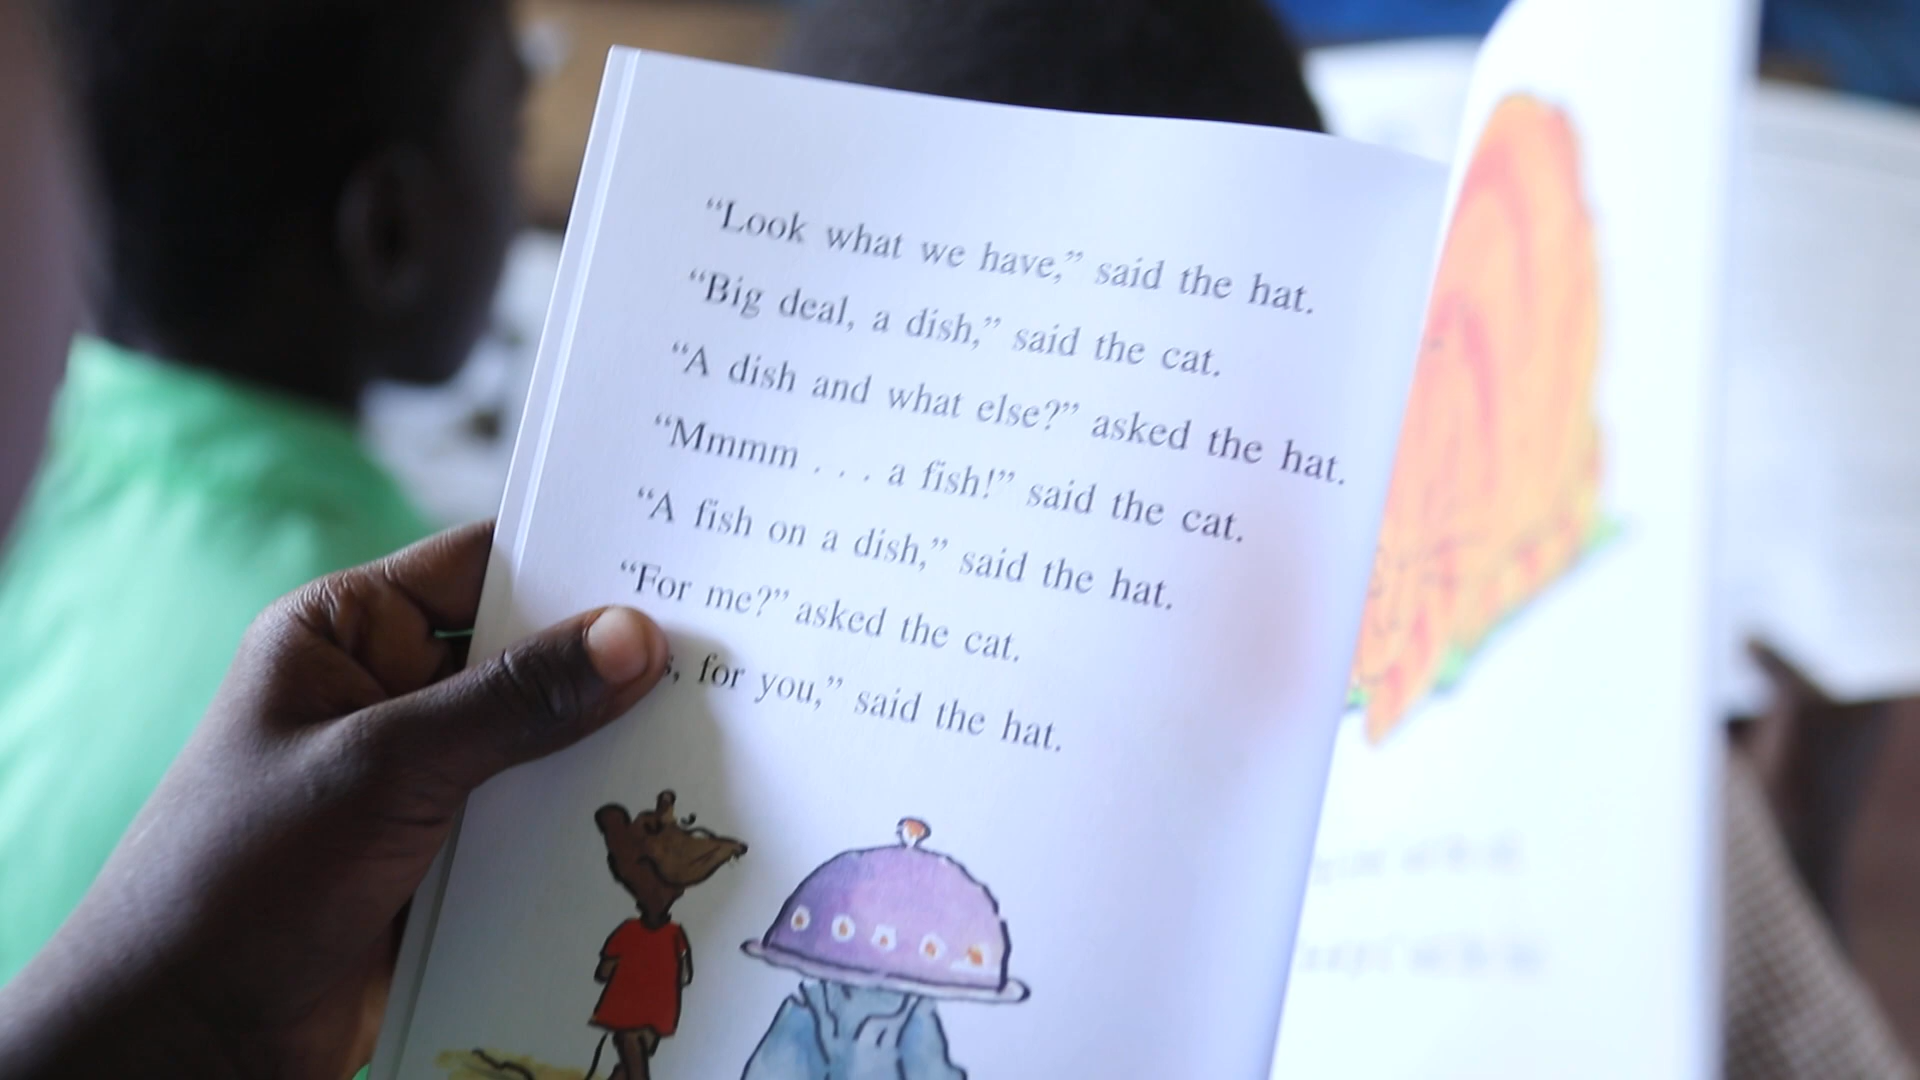 “Look what we have,” said the hat.
“Big deal, a dish,” said the cat.
“A dish and what else?” asked the hat.
“Mmmm . . . a fish!” said the cat.
“A fish on a dish,” said the hat.
“For me?” asked the cat.
for you,” said the hat.